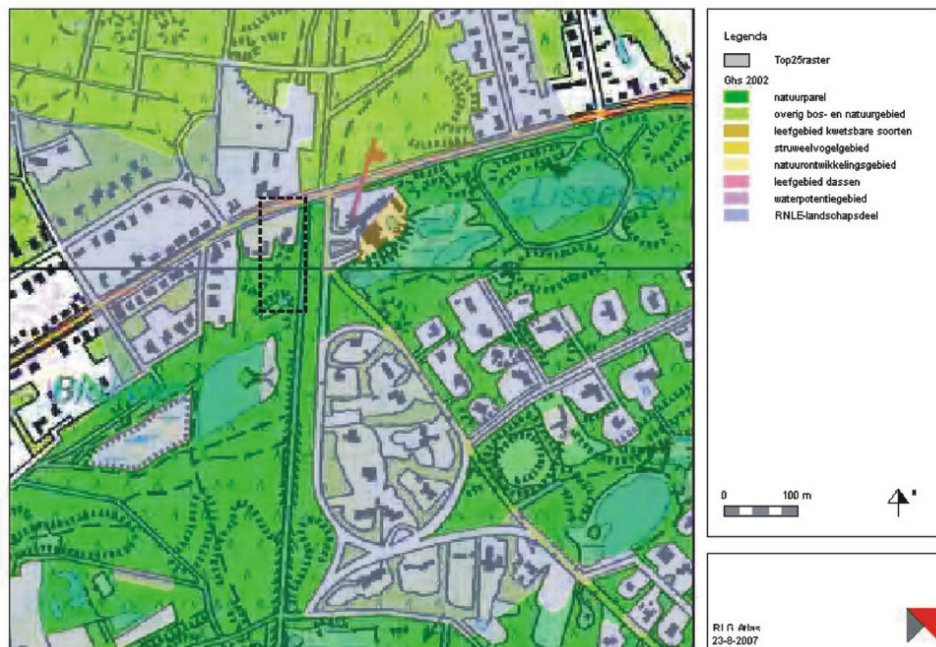 Lisseven
Legenda
Top25raster
Ghs 2002
natuurparel
overig bos- en natuurgebied
leefgebied kwetsbare soorten
struweelvogelgebied
natuurontwikkelingsgebied
leefgebied dassen
waterpotentiegebied
RNLE-landschapsdeel
0 100 m
RLG Atlas
23-8-2007